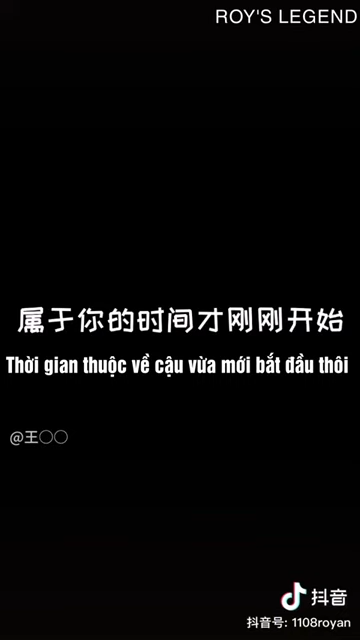 ROY'S LEGEND
属于你的时间才刚刚开始
Thời gian thuộc về cậu vừa mới bắt đầu thôi
@王〇〇
抖音
抖音号: 1108royan